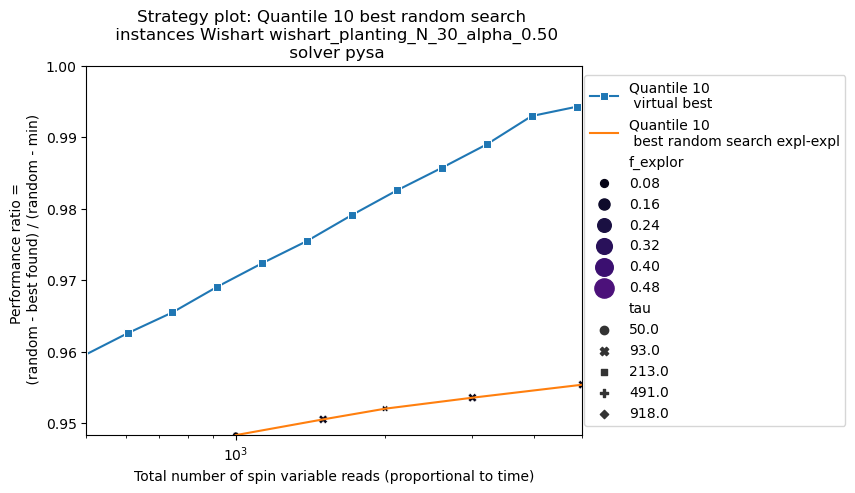 Strategy plot: Quantile 10 best random search
instances Wishart wishart_planting_N_30_alpha_0.50
solver pysa
1.00
0.99
0.98
0.97
0.96
0.95
Performance ratio =
(random - best found) / (random - min)
10³
Total number of spin variable reads (proportional to time)
Quantile 10
virtual best
Quantile 10
best random search expl-expl
f_explor
0.08
0.16
0.24
0.32
0.40
0.48
tau
50.0
93.0
213.0
491.0
918.0